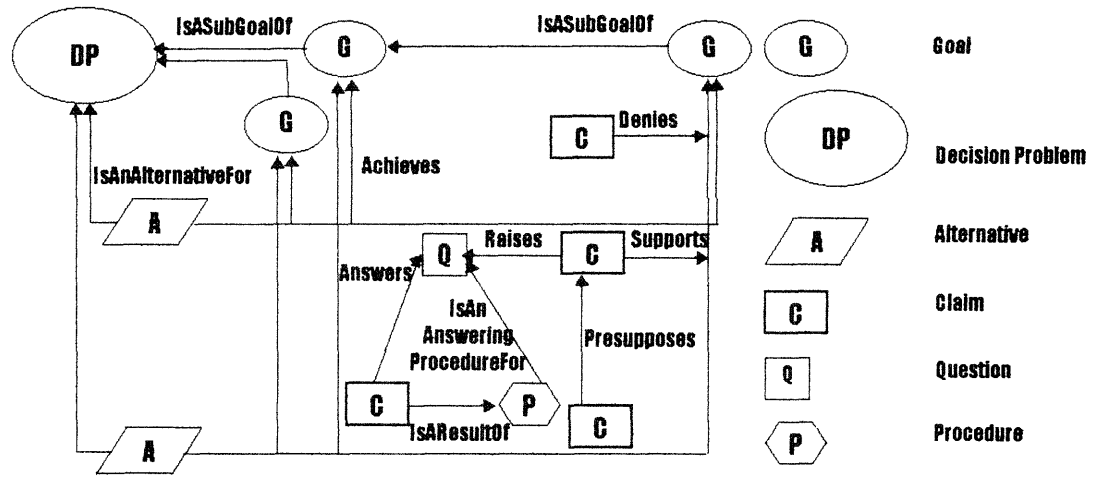 DP
IsASubGoalOf
G
IsASubGoalOf
G
G
Goal
G
C
Denies
DP
Decision Problem
IsAnAlternativeFor
Achieves
A
A
Alternative
Answers
Q
Raises
C
Supports
C
Claim
IsAn
Answering
ProcedureFor
Presupposes
Q
Question
C
IsAResultOf
P
C
P
Procedure
A